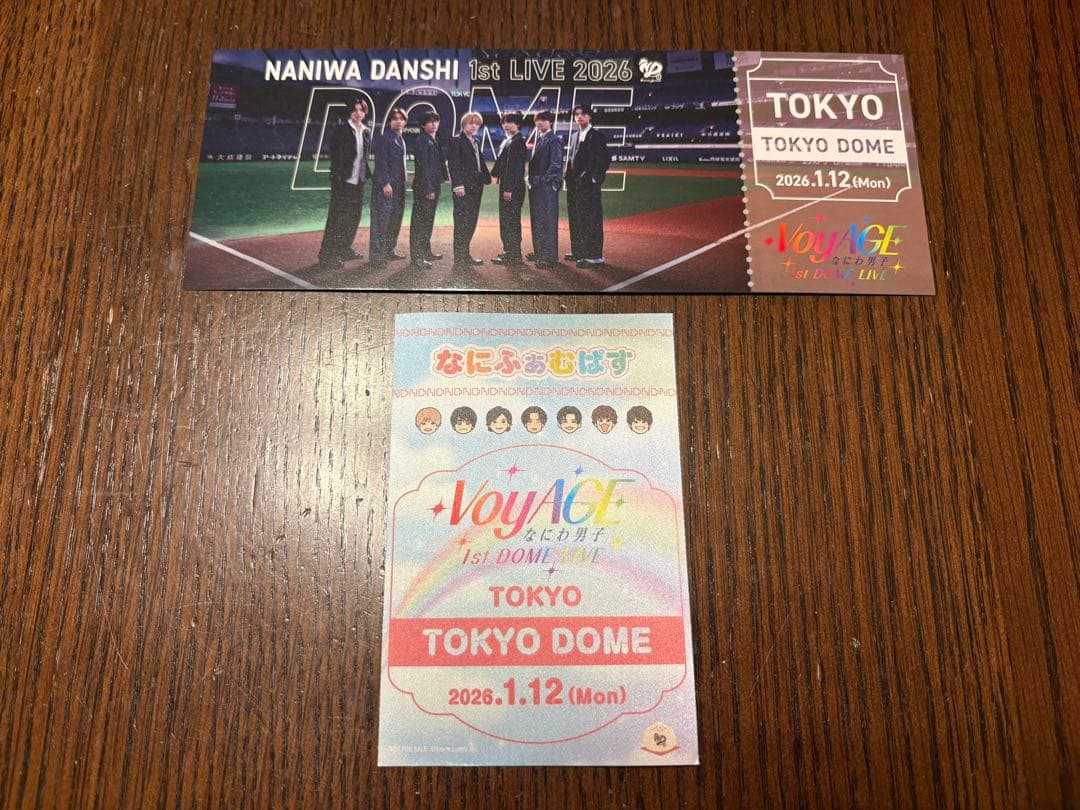 NANIWA DANSHI 1st LIVE 2026
DOME
SAMTY
LIXIL
TOKYO
TOKYO DOME
2026.1.12(Mon)
VoyAGE
なにわ男子
1st DOME LIVE
なにふぁむぱす
VoyAGE
なにわ男子
1st DOME LIVE
TOKYO
TOKYO DOME
2026.1.12(Mon)